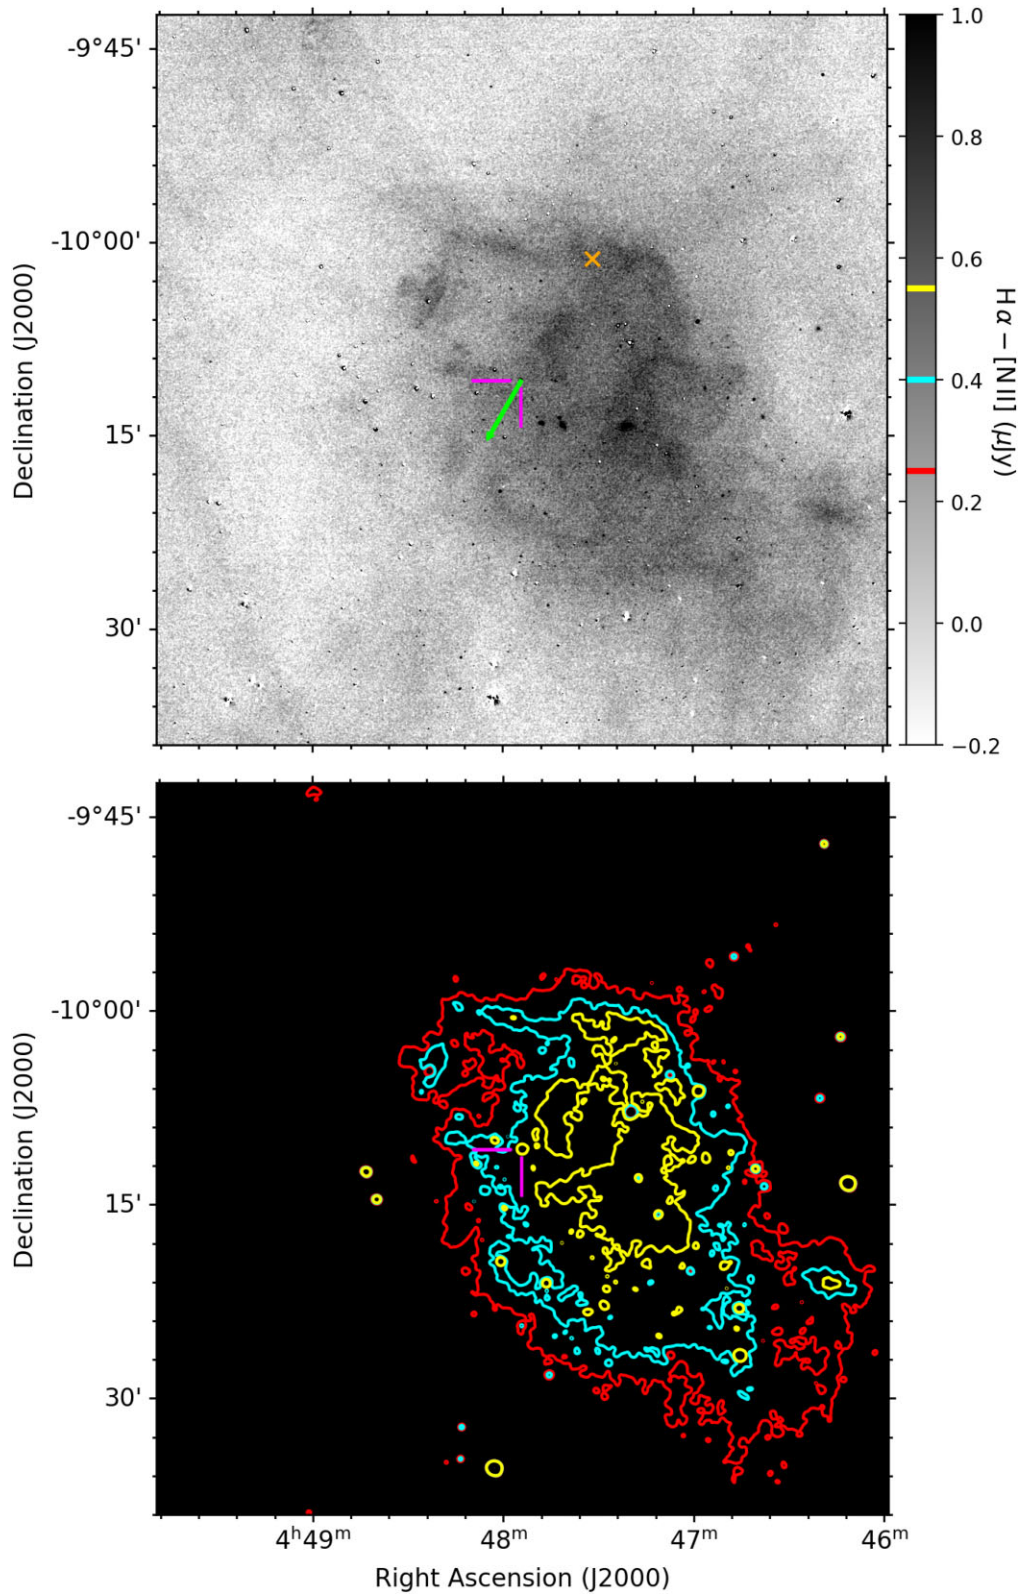 -9°45'
-10°00'
15'
30'
Declination (J2000)
1.0
0.8
0.6
0.4
0.2
0.0
−0.2
Hα − [N II] (μJy)
-9°45'
-10°00'
15'
30'
Declination (J2000)
4ʰ49ᵐ
48ᵐ
47ᵐ
46ᵐ
Right Ascension (J2000)